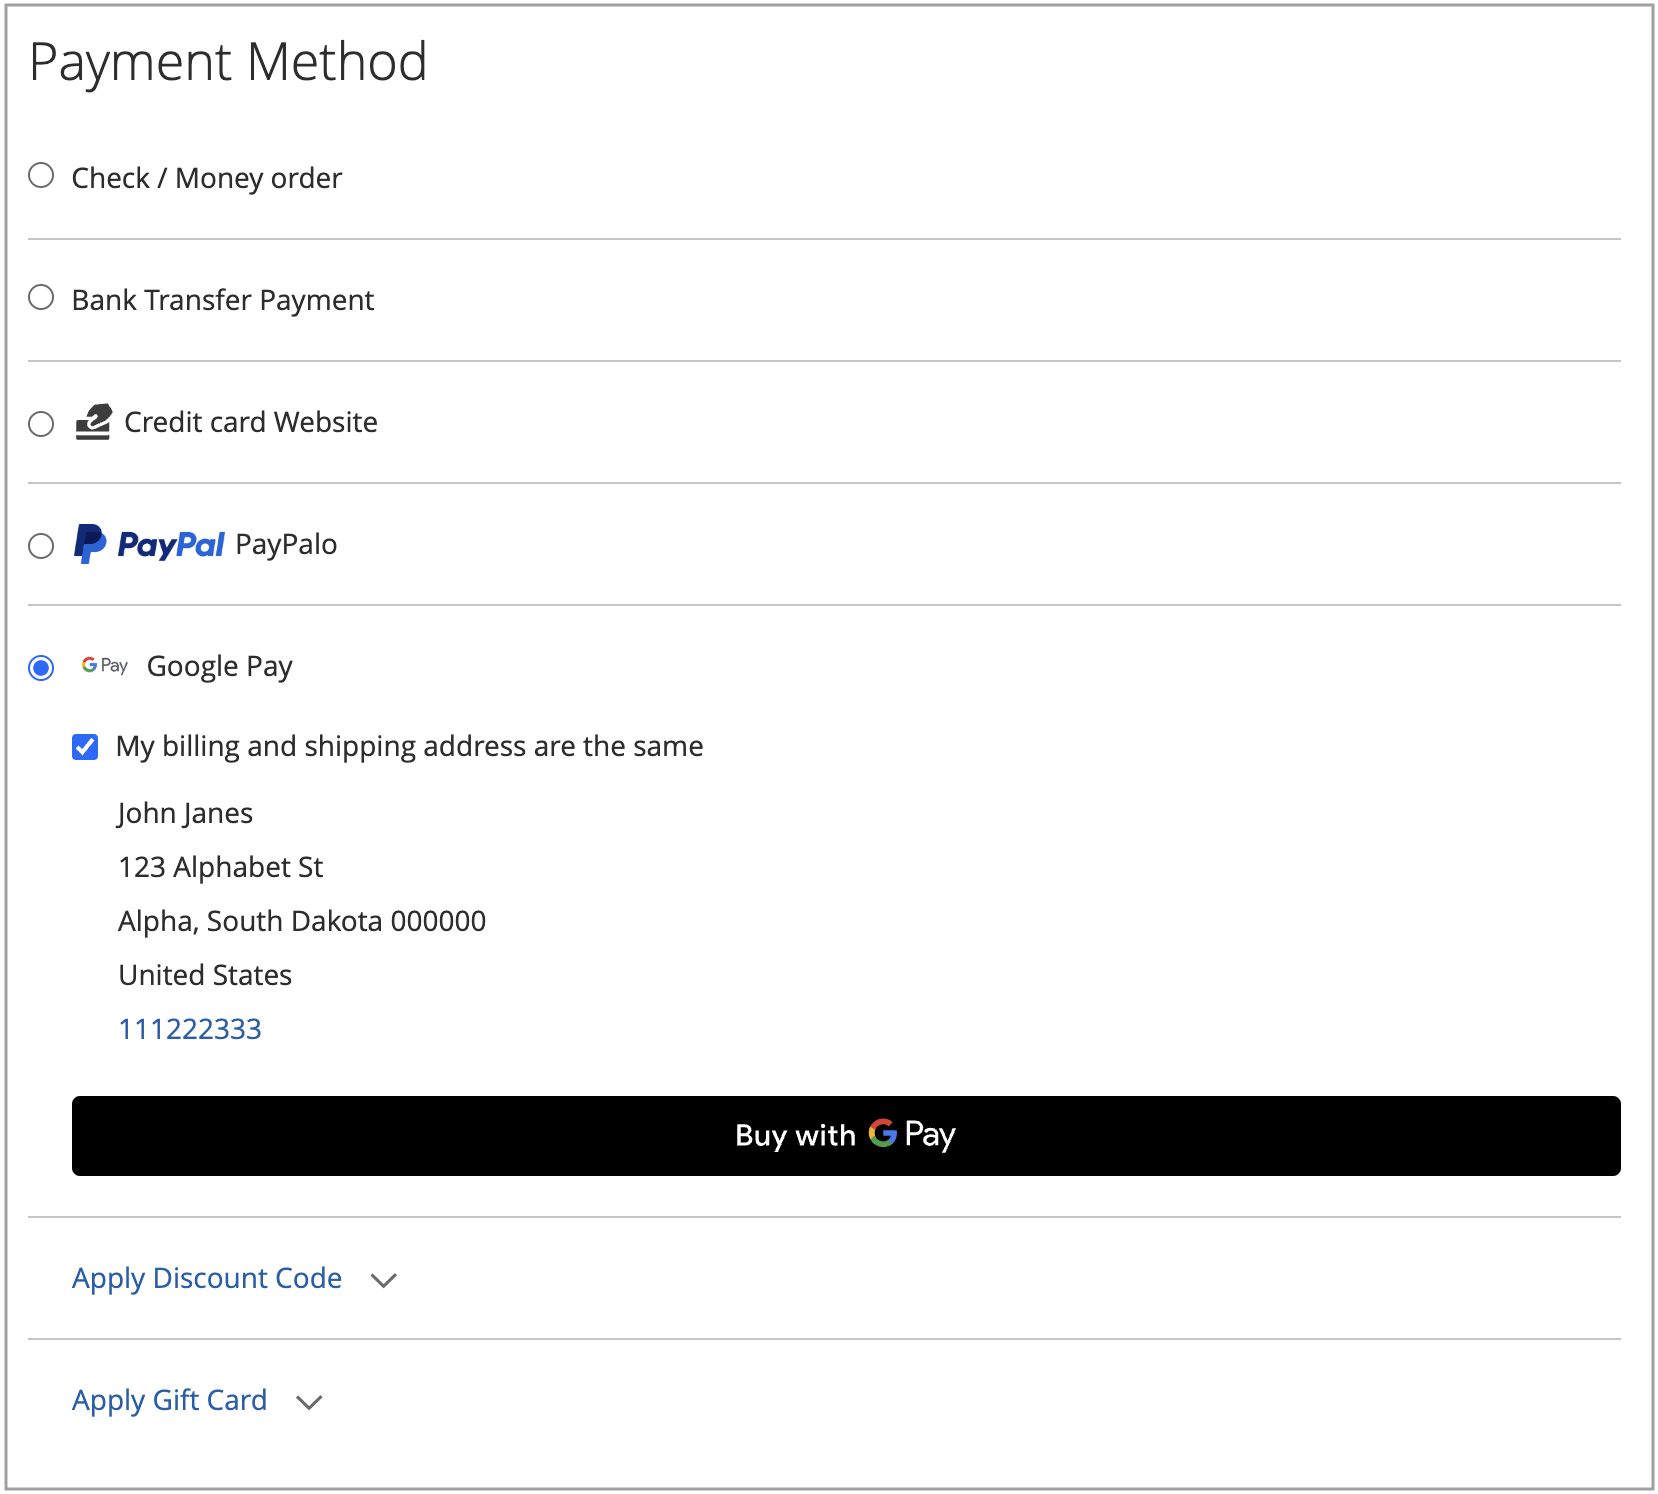 Payment Method
Check / Money order
Bank Transfer Payment
Credit card Website
PayPal PayPalo
G Pay Google Pay
My billing and shipping address are the same
John Janes
123 Alphabet St
Alpha, South Dakota 000000
United States
111222333
Buy with G Pay
Apply Discount Code
Apply Gift Card